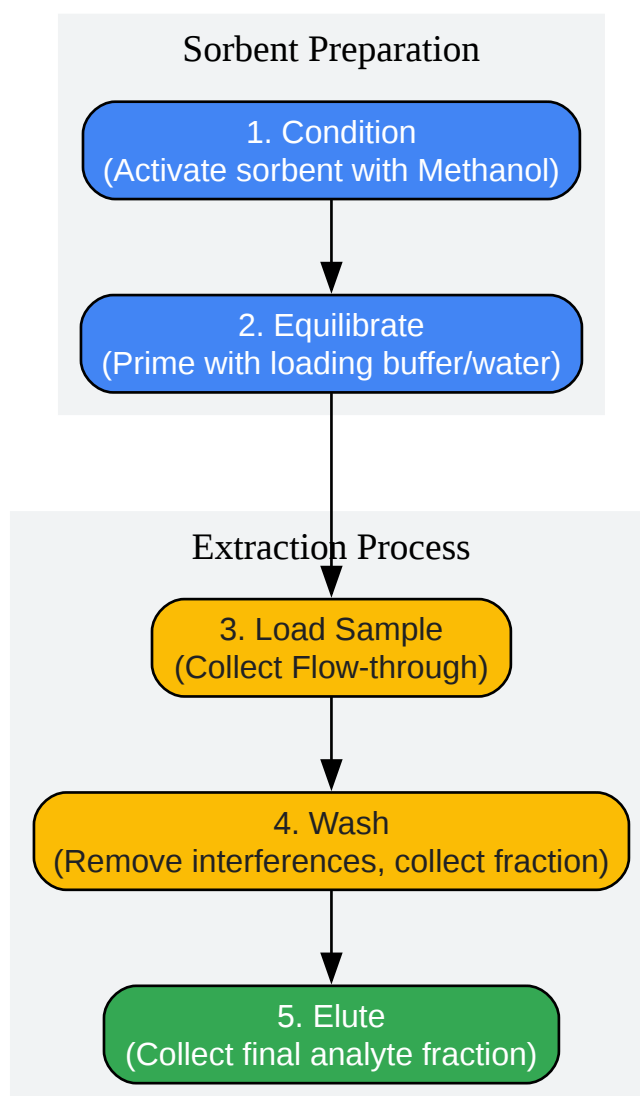 Sorbent Preparation
1. Condition
(Activate sorbent with Methanol)
2. Equilibrate
(Prime with loading buffer/water)
Extraction Process
3. Load Sample
(Collect Flow-through)
4. Wash
(Remove interferences, collect fraction)
5. Elute
(Collect final analyte fraction)